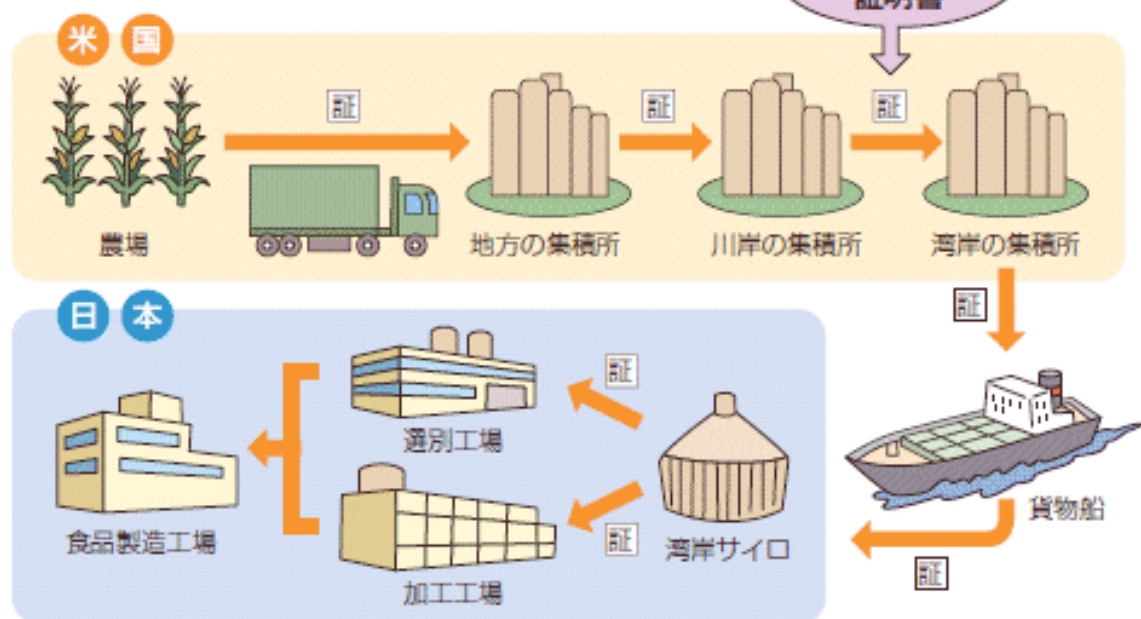 証明書
米国
証
証
証
農場
地方の集積所
川岸の集積所
湾岸の集積所
証
日本
証
選別工場
貨物船
食品製造工場
証
湾岸サイロ
証
加工工場